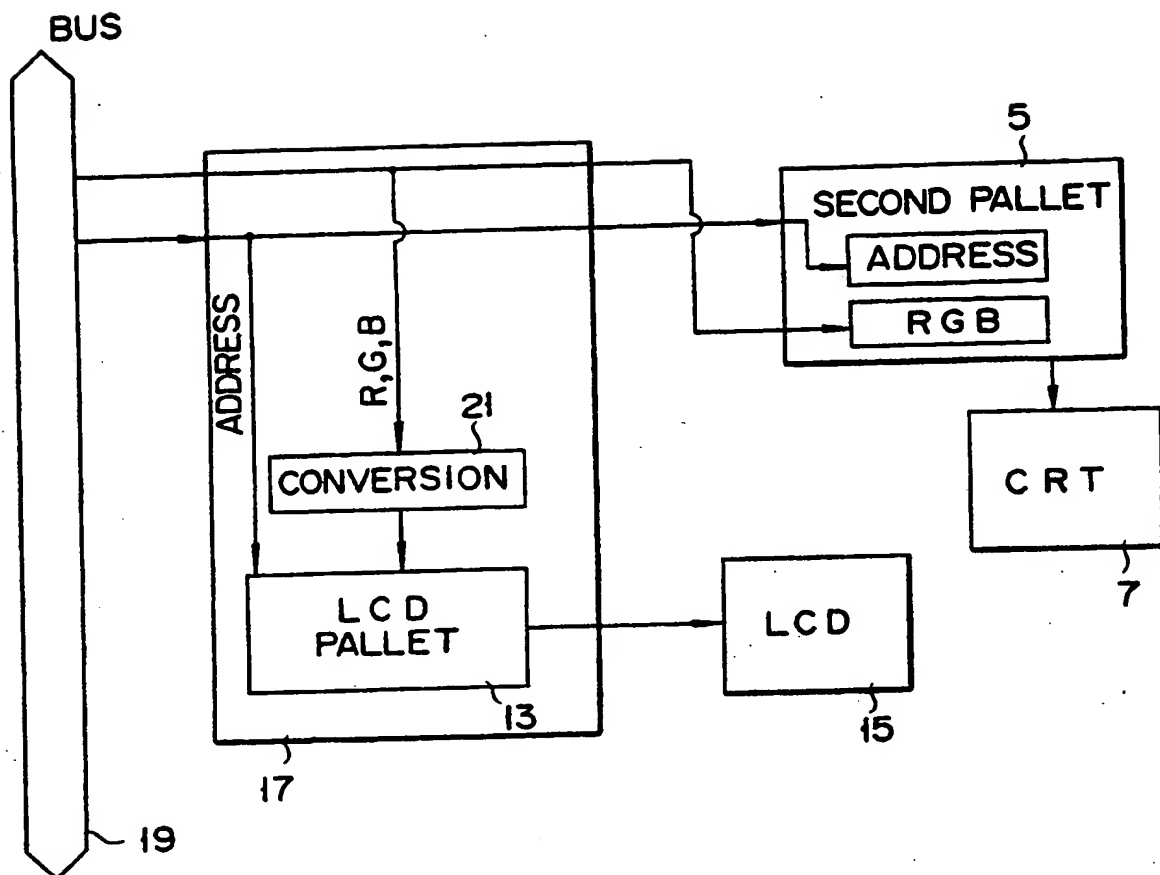 BUS
5
SECOND PALLET
ADDRESS
RGB
ADDRESS
R,G,B
21
CONVERSION
CRT
7
LCD
PALLET
13
LCD
15
17
19